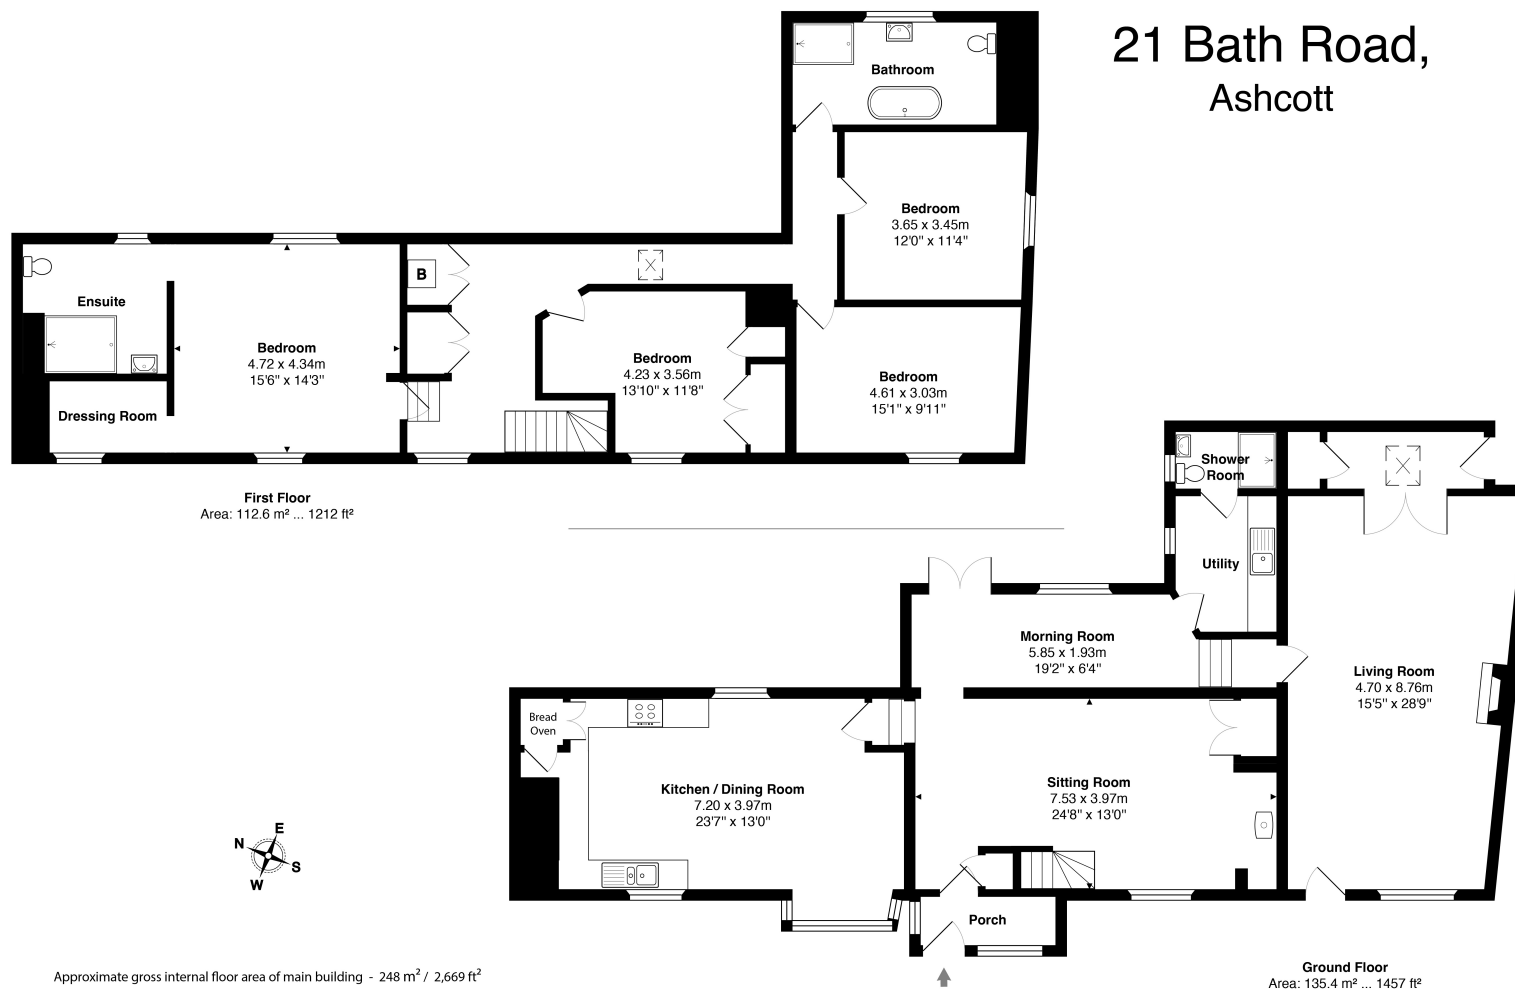 21 Bath Road,
Ashcott
Bathroom
Bedroom
3.65 x 3.45m
12'0" x 11'4"
B
Ensuite
Bedroom
4.72 x 4.34m
15'6" x 14'3"
Dressing Room
Bedroom
4.23 x 3.56m
13'10" x 11'8"
Bedroom
4.61 x 3.03m
15'1" x 9'11"
First Floor
Area: 112.6 m² ... 1212 ft²
Shower
Room
Utility
Morning Room
5.85 x 1.93m
19'2" x 6'4"
Living Room
4.70 x 8.76m
15'5" x 28'9"
Bread
Oven
Kitchen / Dining Room
7.20 x 3.97m
23'7" x 13'0"
Sitting Room
7.53 x 3.97m
24'8" x 13'0"
Porch
N
E
S
W
Approximate gross internal floor area of main building - 248 m² / 2,669 ft²
Ground Floor
Area: 135.4 m² ... 1457 ft²